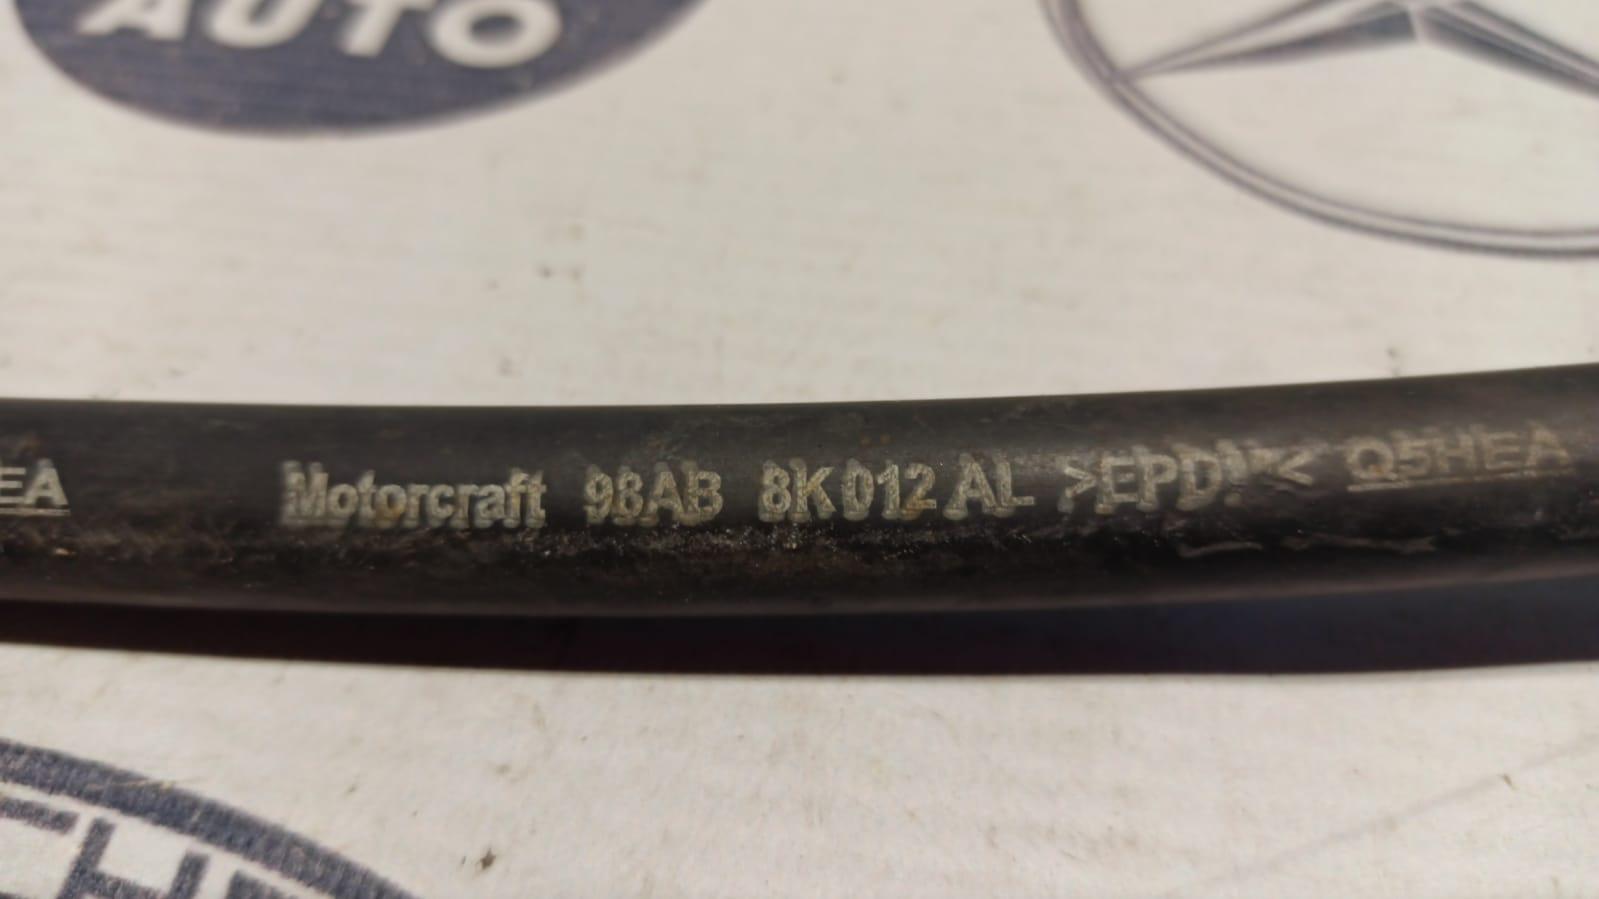 AUTO
EA Motorcraft 98AB 8K012 AL >EPDM< Q5HEA